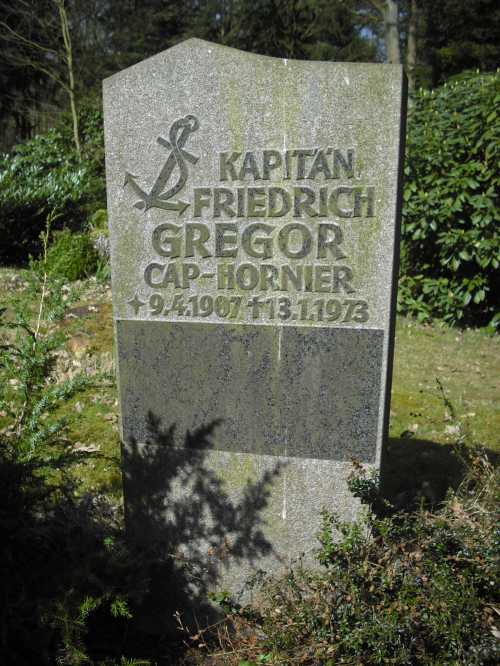 KAPITÄN
FRIEDRICH
GREGOR
CAP-HORNIER
✶9.4.1907 ✝13.1.1973